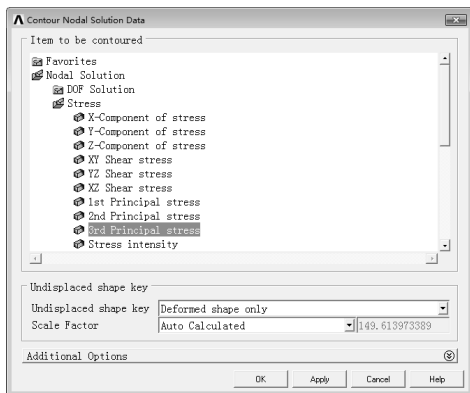 Contour Nodal Solution Data
Item to be contoured
Favorites
Nodal Solution
DOF Solution
Stress
X-Component of stress
Y-Component of stress
Z-Component of stress
XY Shear stress
YZ Shear stress
XZ Shear stress
1st Principal stress
2nd Principal stress
3rd Principal stress
Stress intensity
Undisplaced shape key
Undisplaced shape key Deformed shape only
Scale Factor Auto Calculated 149.613973389
Additional Options
OK Apply Cancel Help